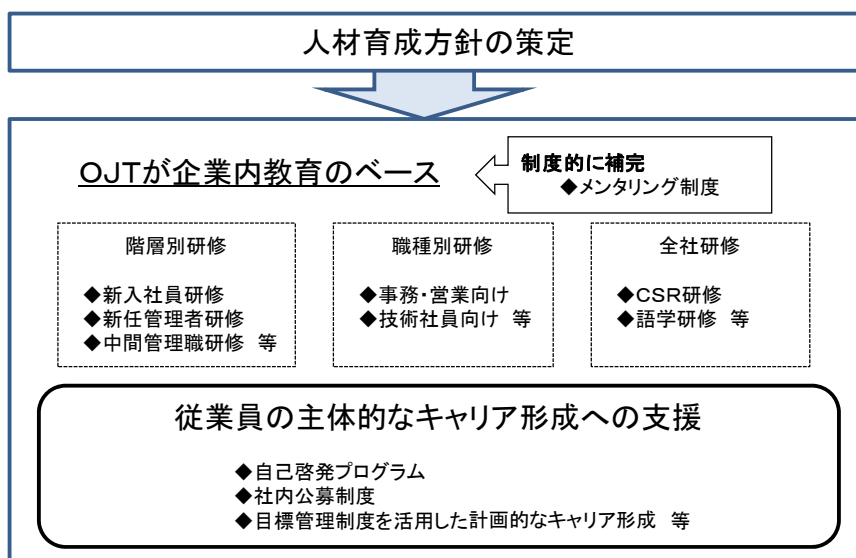 人材育成方針の策定
OJTが企業内教育のベース
制度的に補完
◆メンタリング制度
階層別研修
◆新入社員研修
◆新任管理者研修
◆中間管理職研修 等
職種別研修
◆事務・営業向け
◆技術社員向け 等
全社研修
◆CSR研修
◆語学研修 等
従業員の主体的なキャリア形成への支援
◆自己啓発プログラム
◆社内公募制度
◆目標管理制度を活用した計画的なキャリア形成 等